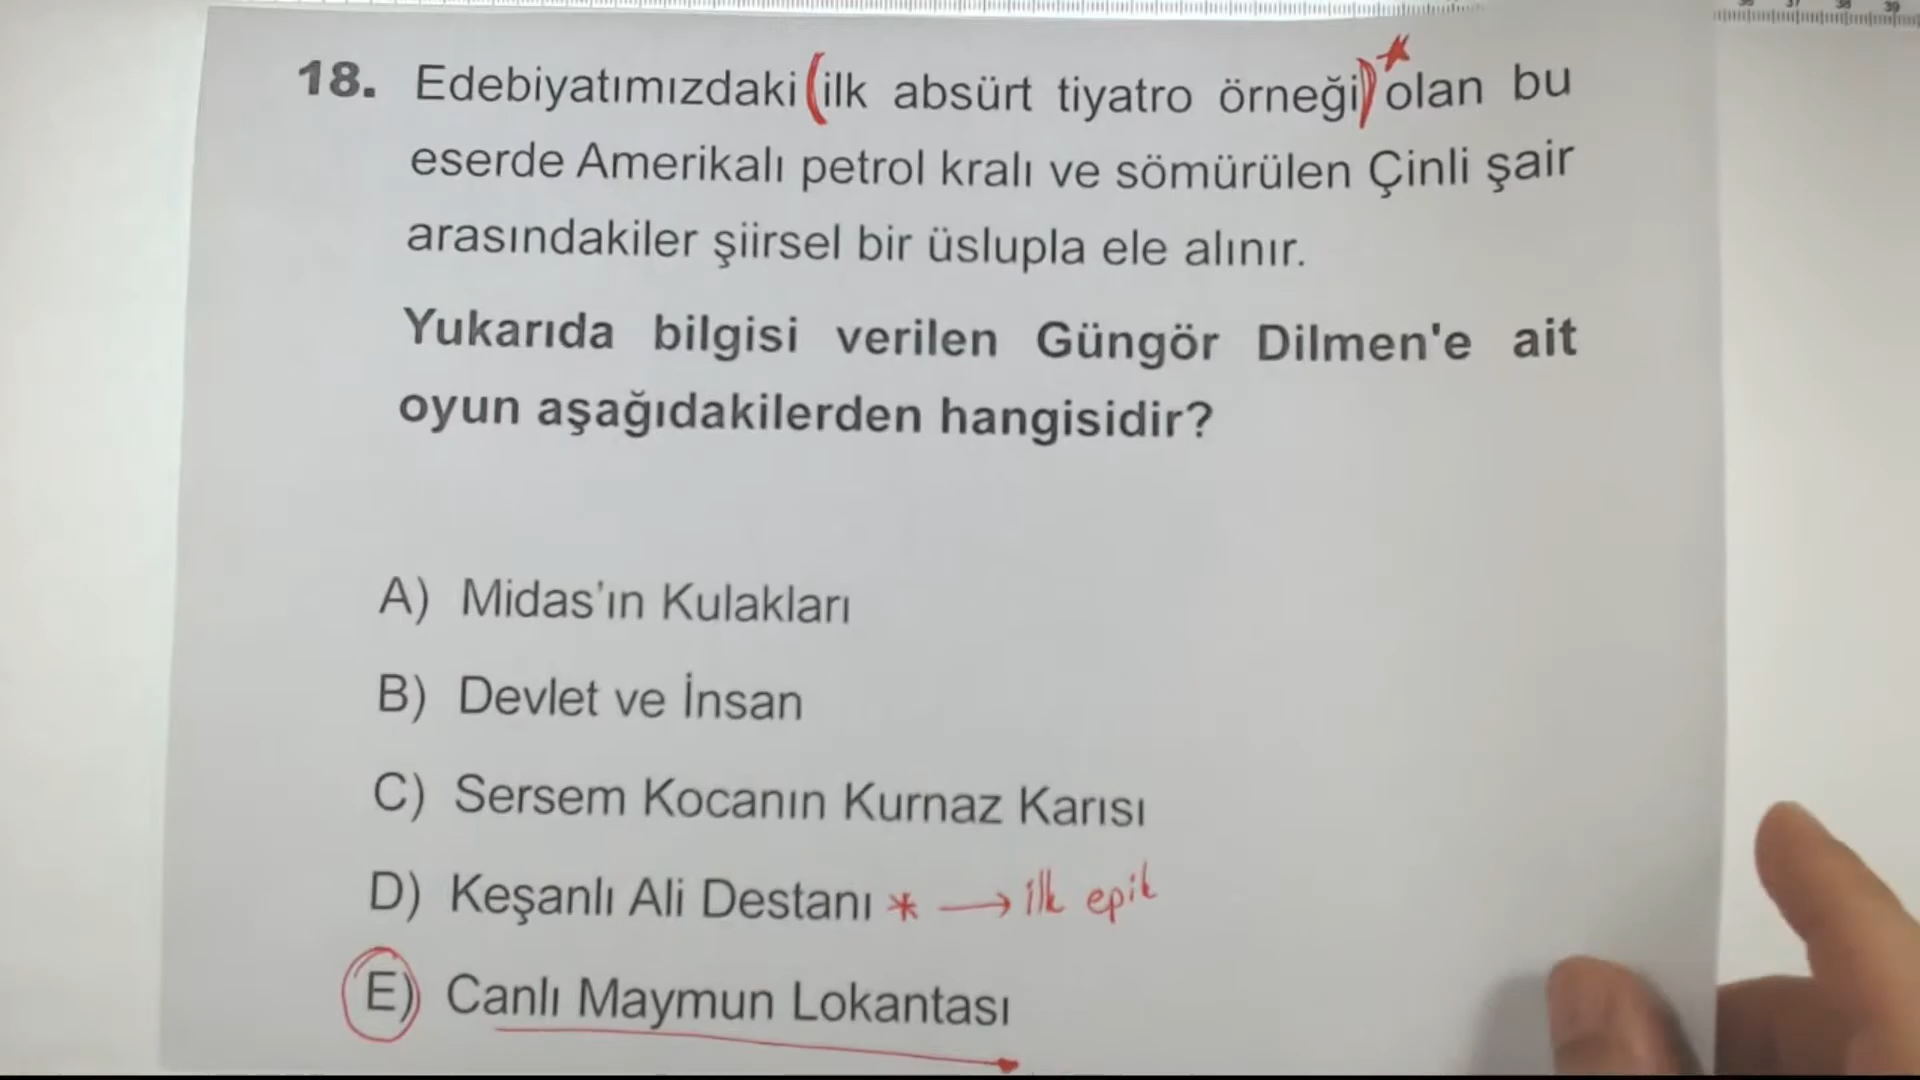 18. Edebiyatımızdaki (ilk absürt tiyatro örneği) olan bu
eserde Amerikalı petrol kralı ve sömürülen Çinli şair
arasındakiler şiirsel bir üslupla ele alınır.
Yukarıda bilgisi verilen Güngör Dilmen'e ait
oyun aşağıdakilerden hangisidir?
A) Midas'ın Kulakları
B) Devlet ve İnsan
C) Sersem Kocanın Kurnaz Karısı
D) Keşanlı Ali Destanı * → ilk epik
E) Canlı Maymun Lokantası